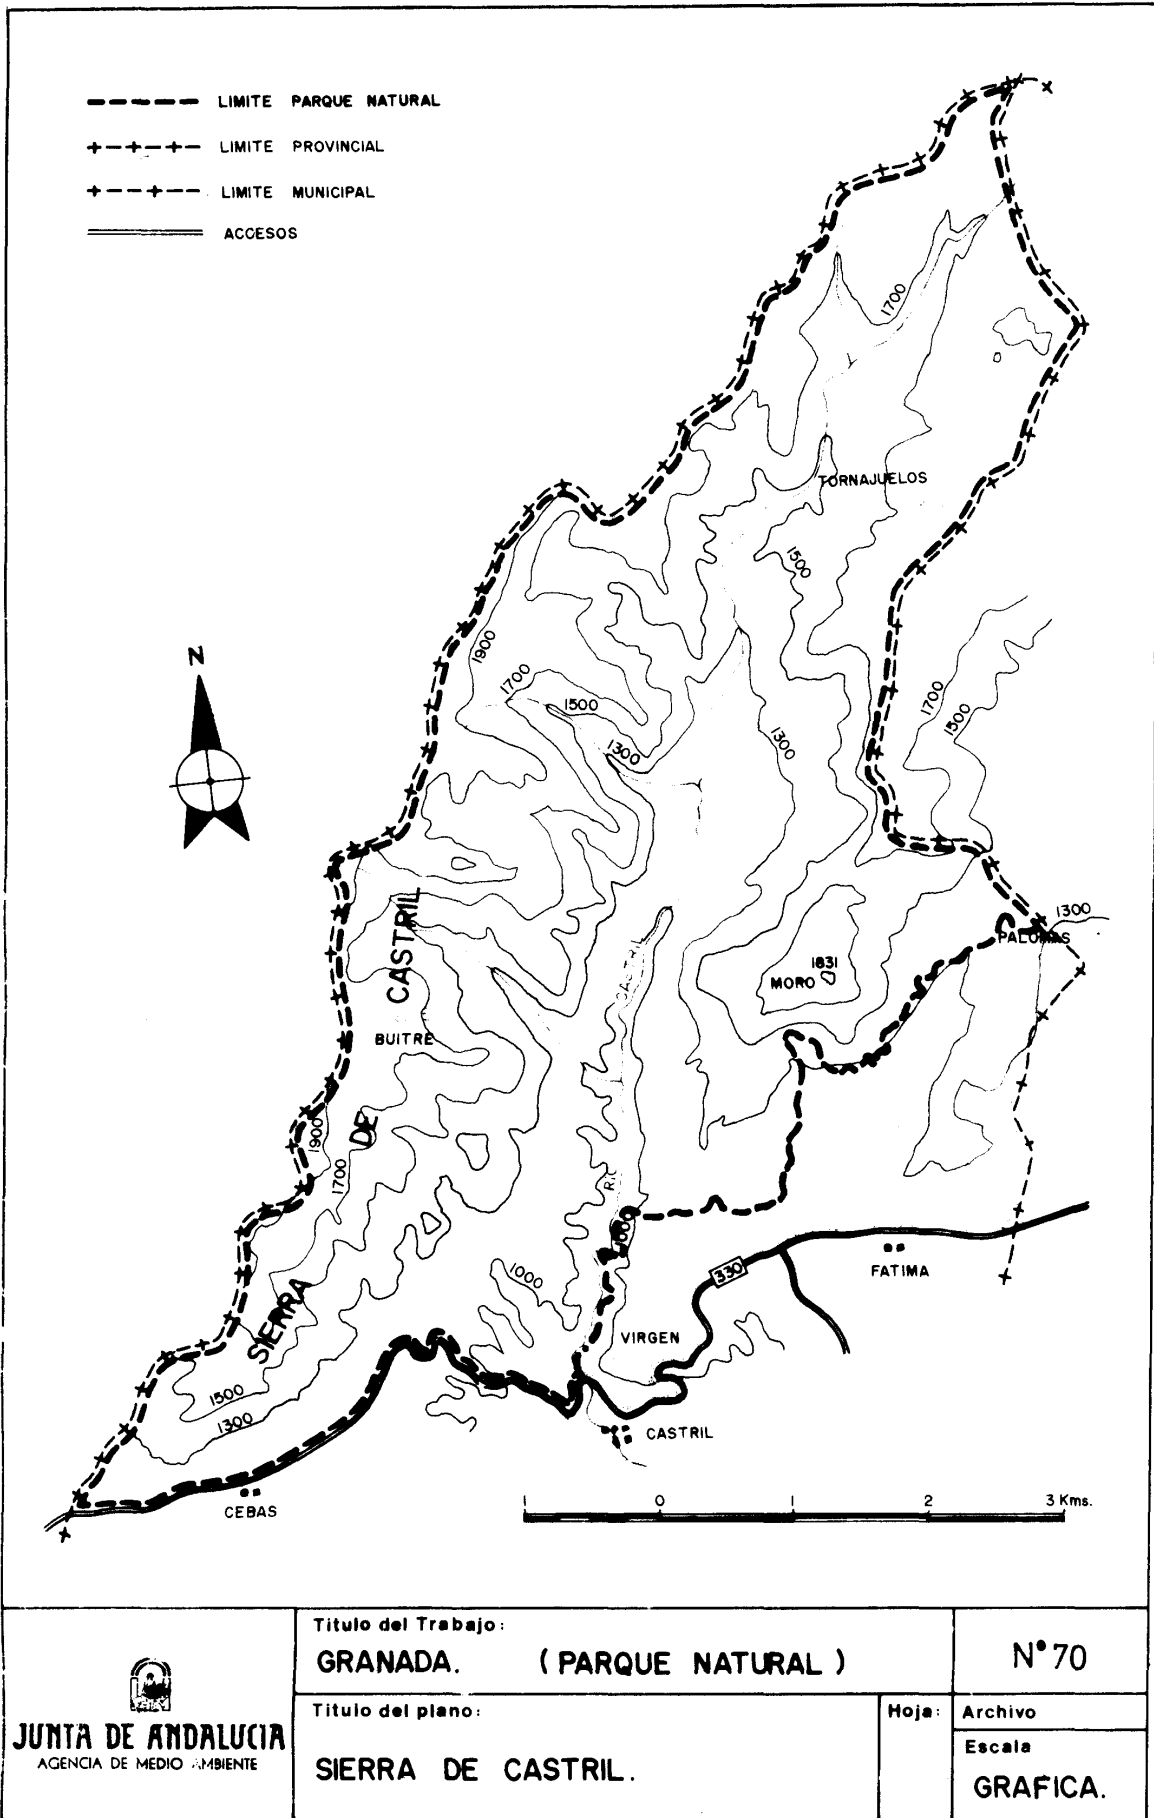 LIMITE PARQUE NATURAL
LIMITE PROVINCIAL
LIMITE MUNICIPAL
ACCESOS
1700
TORNAJUELOS
1500
N
1900
1700
1500
1300
1300
1700
1500
1300
PALOMAS
CASTRIL
RIO CASTRIL
1831
MORO
BUITRE
DE
1900
1700
1000
1000
330
FATIMA
SIERRA
VIRGEN
1500
1300
CASTRIL
CEBAS
1 0 1 2 3 Kms.
Titulo del Trabajo:
GRANADA. (PARQUE NATURAL)
Nº 70
JUNTA DE ANDALUCIA
AGENCIA DE MEDIO AMBIENTE
Titulo del plano:
SIERRA DE CASTRIL.
Hoja:
Archivo
Escala
GRAFICA.